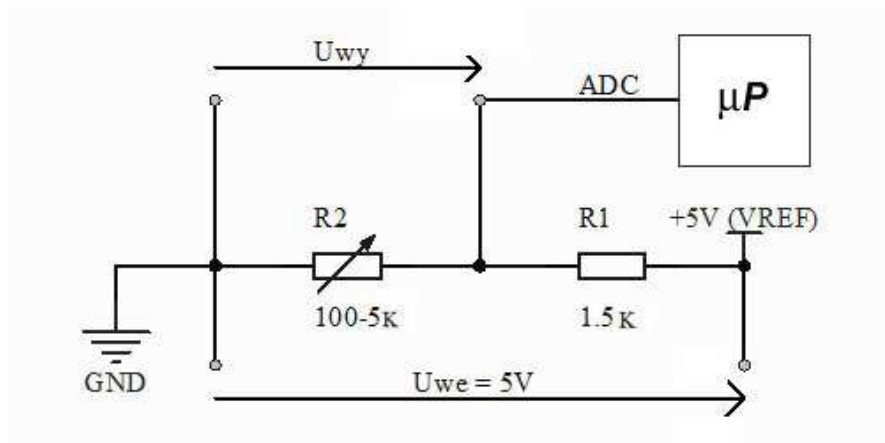 Uwy
ADC
μP
R2
R1
+5V (VREF)
100-5K
1.5K
GND
Uwe = 5V